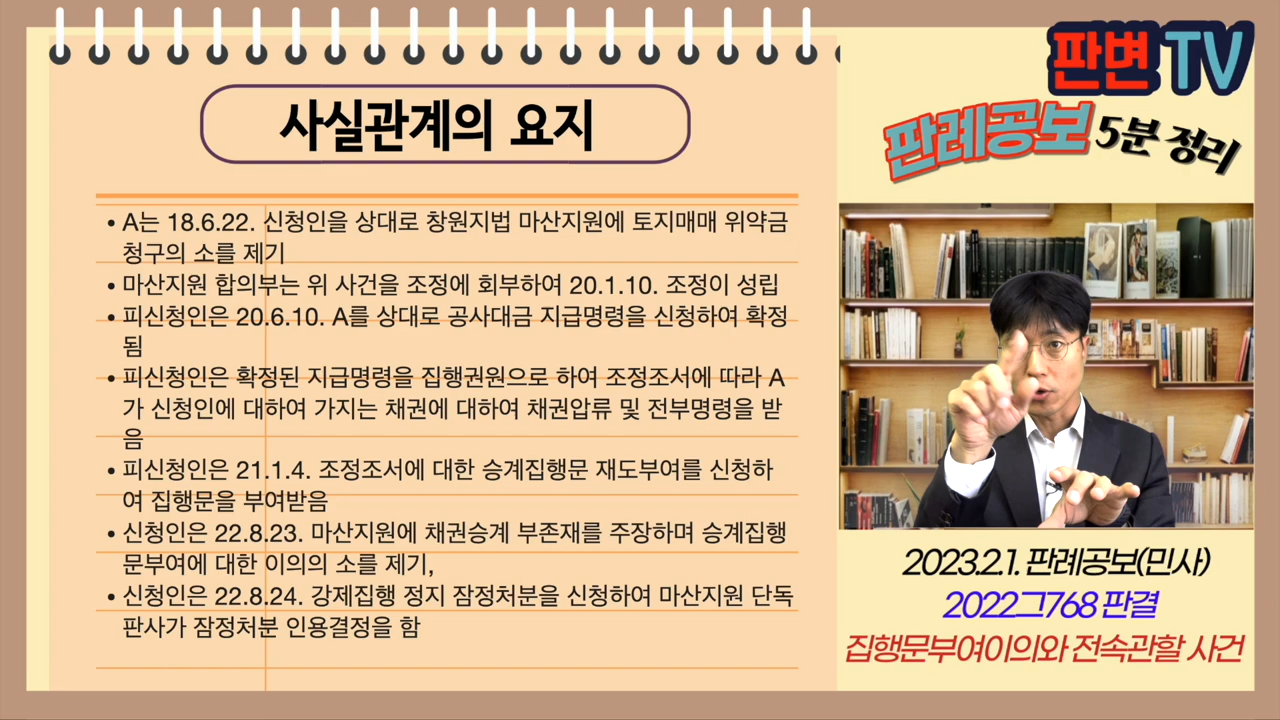 사실관계의 요지
• A는 18.6.22. 신청인을 상대로 창원지법 마산지원에 토지매매 위약금
청구의 소를 제기
• 마산지원 합의부는 위 사건을 조정에 회부하여 20.1.10. 조정이 성립
• 피신청인은 20.6.10. A를 상대로 공사대금 지급명령을 신청하여 확정
됨
• 피신청인은 확정된 지급명령을 집행권원으로 하여 조정조서에 따라 A
가 신청인에 대하여 가지는 채권에 대하여 채권압류 및 전부명령을 받
음
• 피신청인은 21.1.4. 조정조서에 대한 승계집행문 재도부여를 신청하
여 집행문을 부여받음
• 신청인은 22.8.23. 마산지원에 채권승계 부존재를 주장하며 승계집행
문부여에 대한 이의의 소를 제기,
• 신청인은 22.8.24. 강제집행 정지 잠정처분을 신청하여 마산지원 단독
판사가 잠정처분 인용결정을 함
판변 TV
판례공보 5분 정리
2023.2.1. 판례공보(민사)
2022그768 판결
집행문부여이의와 전속관할 사건